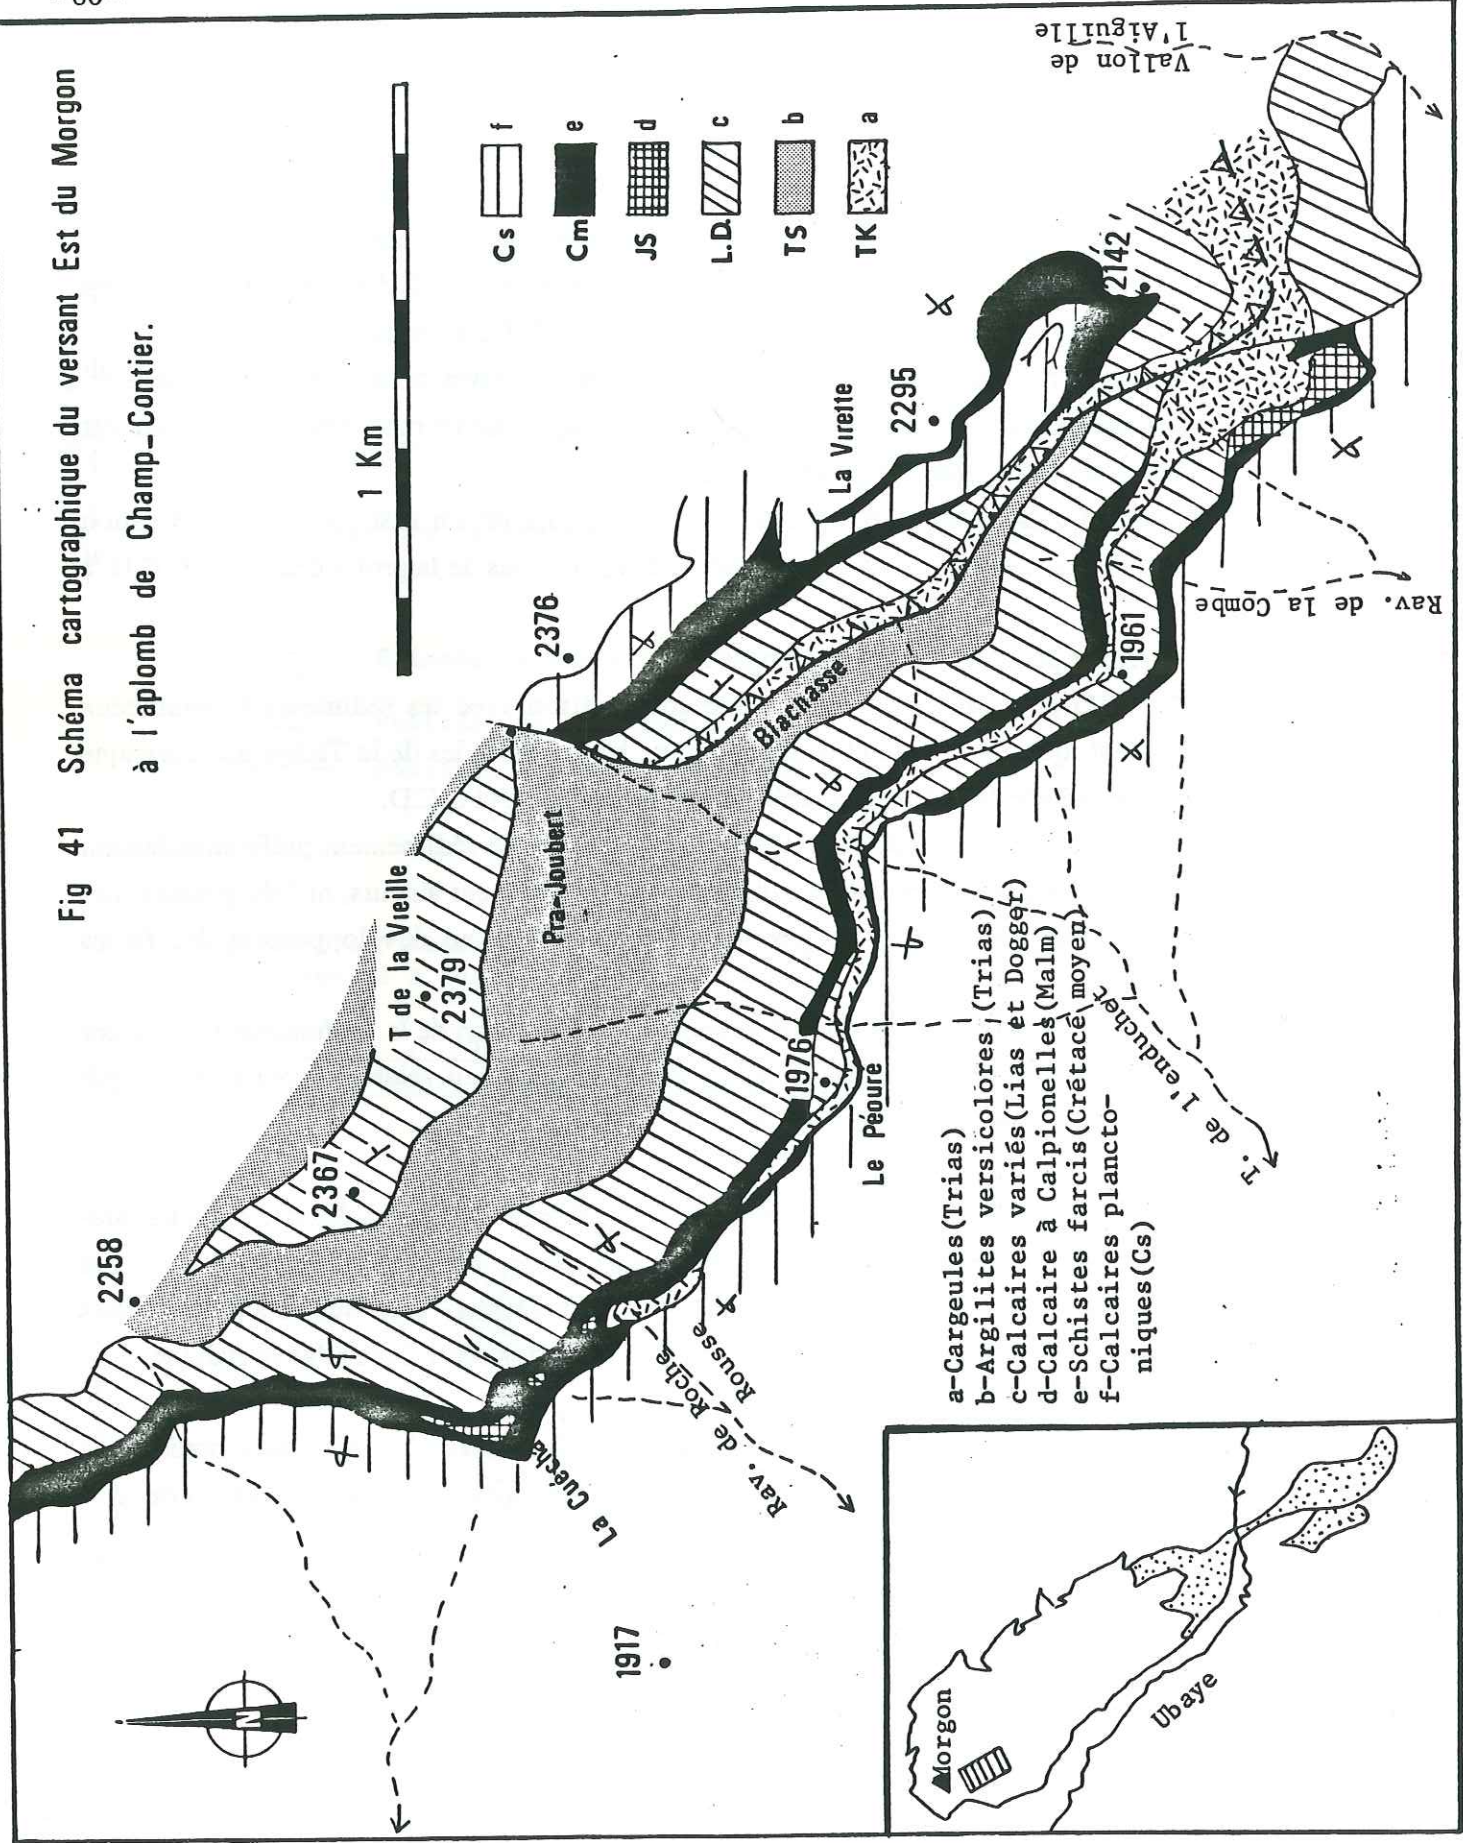 Fig 41 Schéma cartographique du versant Est du Morgon
à l'aplomb de Champ-Contier.
1 Km
Cs f
Cm e
JS d
L.D. c
TS b
TK a
Vallon de
l'Aiguille
2142
2295
La Virette
2376
Blachasse
Pra-Joubert
T de la Vieille
2379
2367
2258
1961
1976
Le Péoure
Rav. de la Combe
T. de l'enduchet
Rav. de Roche
Rousse
1917
N
a-Cargeules(Trias)
b-Argilites versicolores (Trias)
c-Calcaires variés(Lias et Dogger)
d-Calcaire à Calpionelles(Malm)
e-Schistes farcis(Crétacé moyen)
f-Calcaires plancto-
niques(Cs)
Morgon
Ubaye